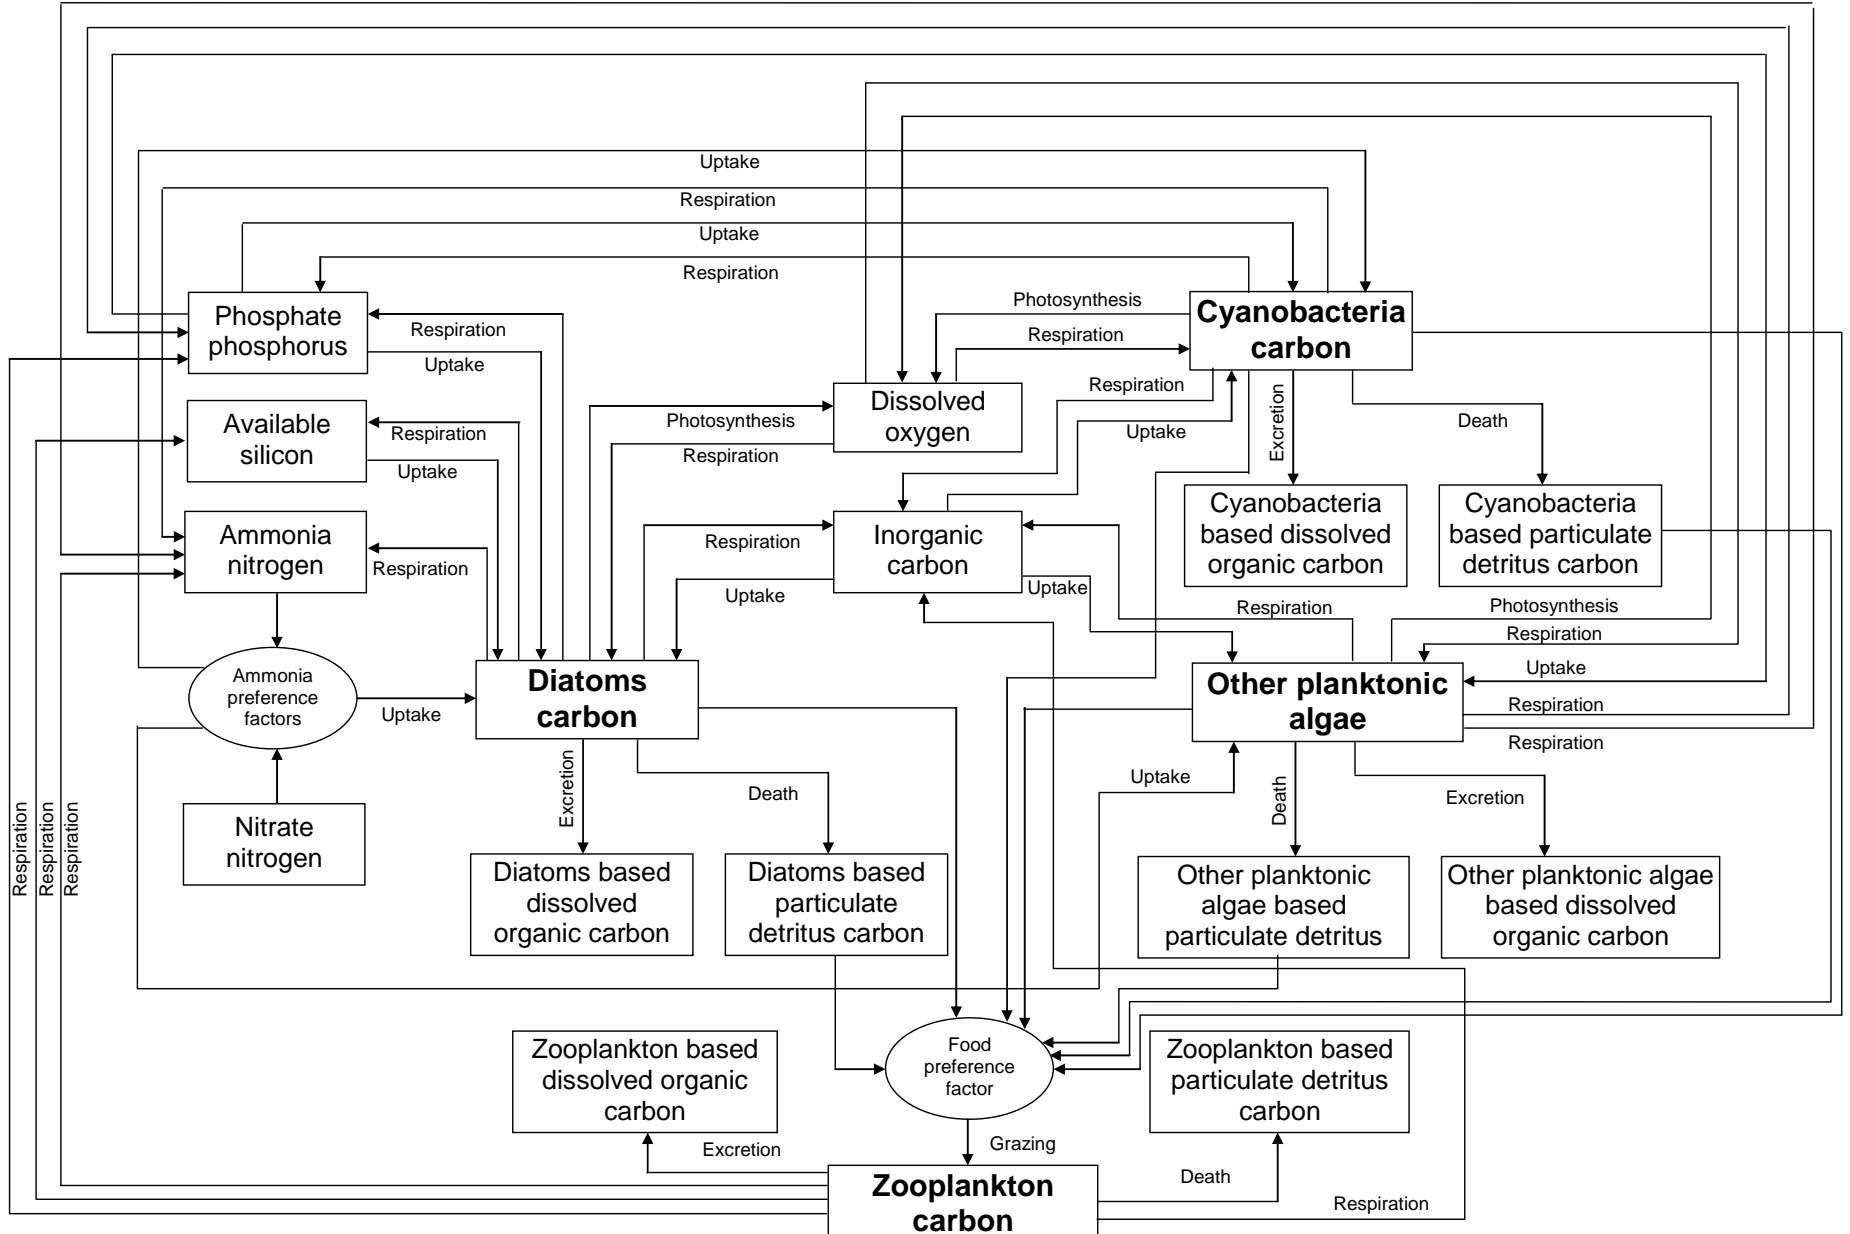 Uptake
Respiration
Uptake
Respiration
Phosphate
phosphorus
Respiration
Uptake
Photosynthesis
Respiration
Cyanobacteria
carbon
Available
silicon
Respiration
Uptake
Photosynthesis
Respiration
Dissolved
oxygen
Respiration
Uptake
Excretion
Death
Ammonia
nitrogen
Respiration
Respiration
Uptake
Inorganic
carbon
Uptake
Cyanobacteria
based dissolved
organic carbon
Cyanobacteria
based particulate
detritus carbon
Respiration
Photosynthesis
Respiration
Uptake
Respiration
Respiration
Ammonia
preference
factors
Uptake
Diatoms
carbon
Other planktonic
algae
Nitrate
nitrogen
Excretion
Death
Uptake
Death
Excretion
Respiration
Respiration
Respiration
Diatoms based
dissolved
organic carbon
Diatoms based
particulate
detritus carbon
Other planktonic
algae based
particulate detritus
Other planktonic algae
based dissolved
organic carbon
Zooplankton based
dissolved organic
carbon
Food
preference
factor
Zooplankton based
particulate detritus
carbon
Excretion
Grazing
Death
Respiration
Zooplankton
carbon